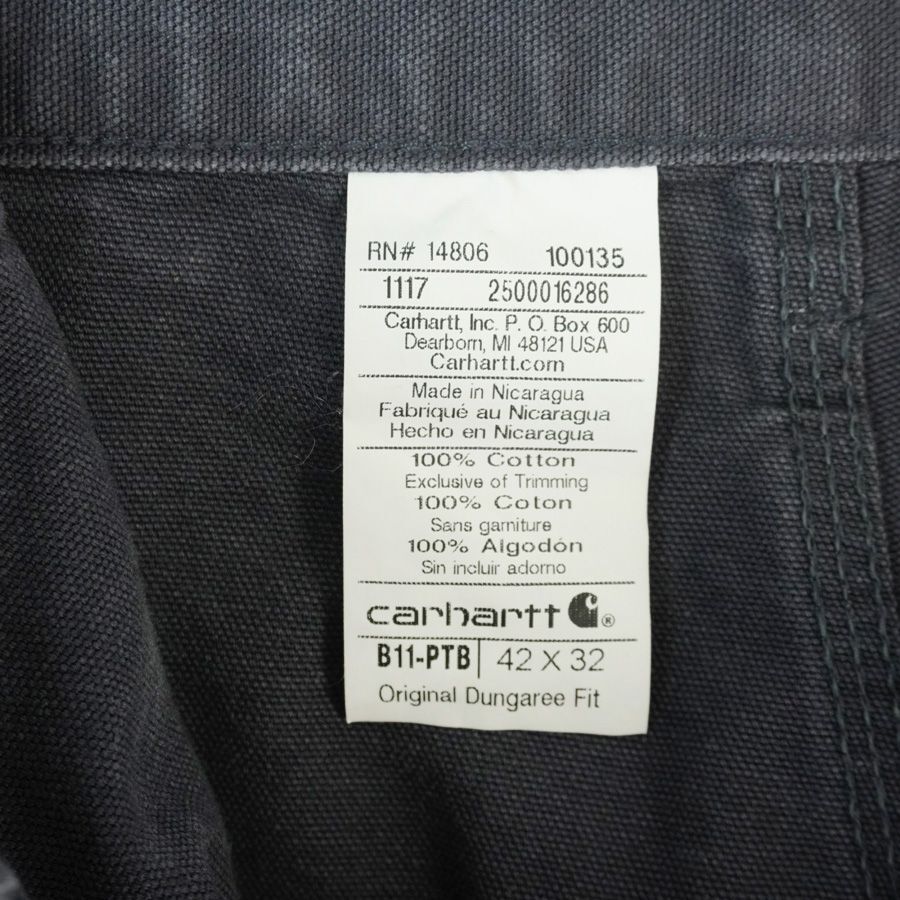 RN# 14806 100135
1117 2500016286
Carhartt, Inc. P. O. Box 600
Dearborn, MI 48121 USA
Carhartt.com
Made in Nicaragua
Fabriqué au Nicaragua
Hecho en Nicaragua
100% Cotton
Exclusive of Trimming
100% Coton
Sans garniture
100% Algodón
Sin incluir adorno
carhartt ®
B11-PTB 42 X 32
Original Dungaree Fit